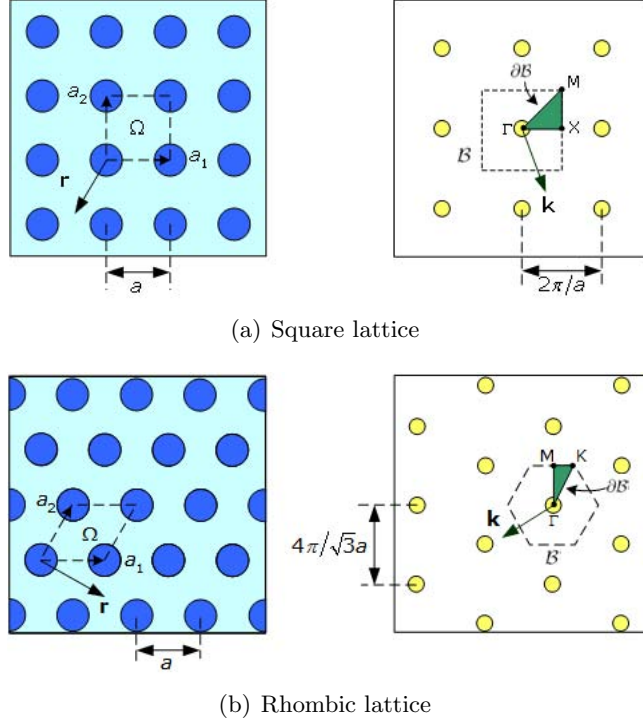 a₂
Ω
a₁
r
a
∂ℬ
M
Γ
X
ℬ
k
2π/a
(a) Square lattice
a₂
Ω
a₁
r
a
M
K
∂ℬ
Γ
k
ℬ
4π/√3a
(b) Rhombic lattice